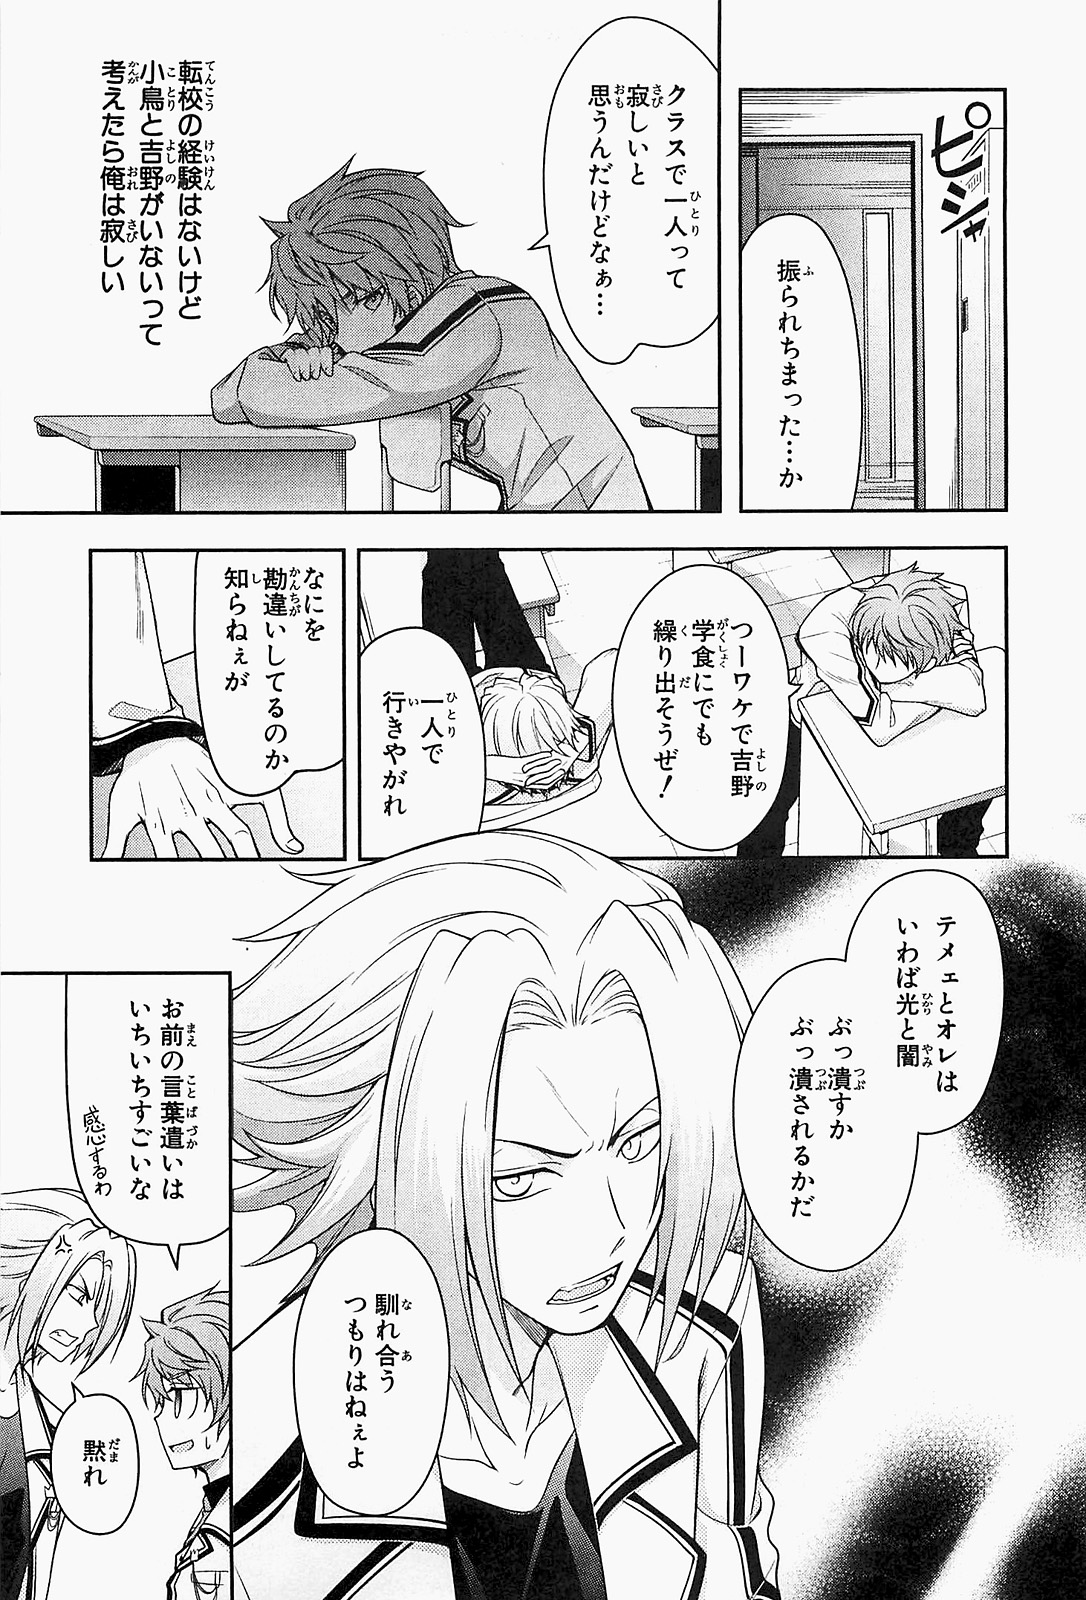 ピシャ
振られちまった…か
クラスで一人って
寂しいと
思うんだけどなぁ…
転校の経験はないけど
小鳥と吉野がいないって
考えたら俺は寂しい
つーワケで吉野
学食にでも
繰り出そうぜ！
一人で
行きやがれ
なにを
勘違いしてるのか
知らねぇが
テメェとオレは
いわば光と闇
ぶっ潰すか
ぶっ潰されるかだ
馴れ合う
つもりはねぇよ
お前の言葉遣いは
いちいちすごいな
感心するわ
黙れ